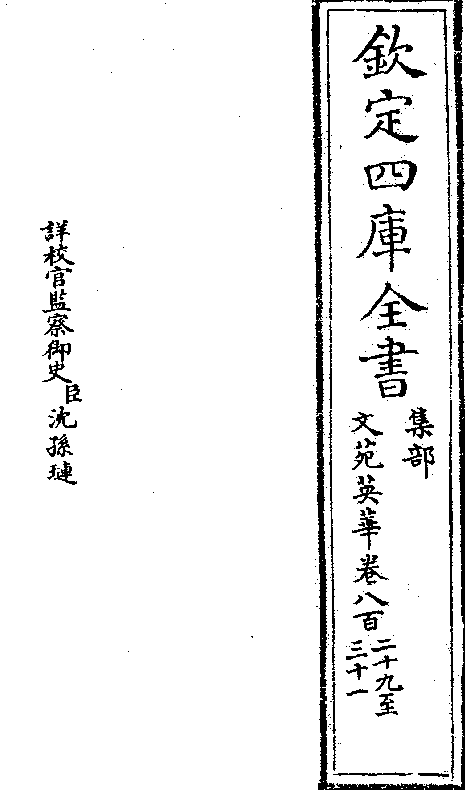 欽定四庫全書
集部
文苑英華卷八百二十九至三十一
詳校官監察御史臣沈孫璉